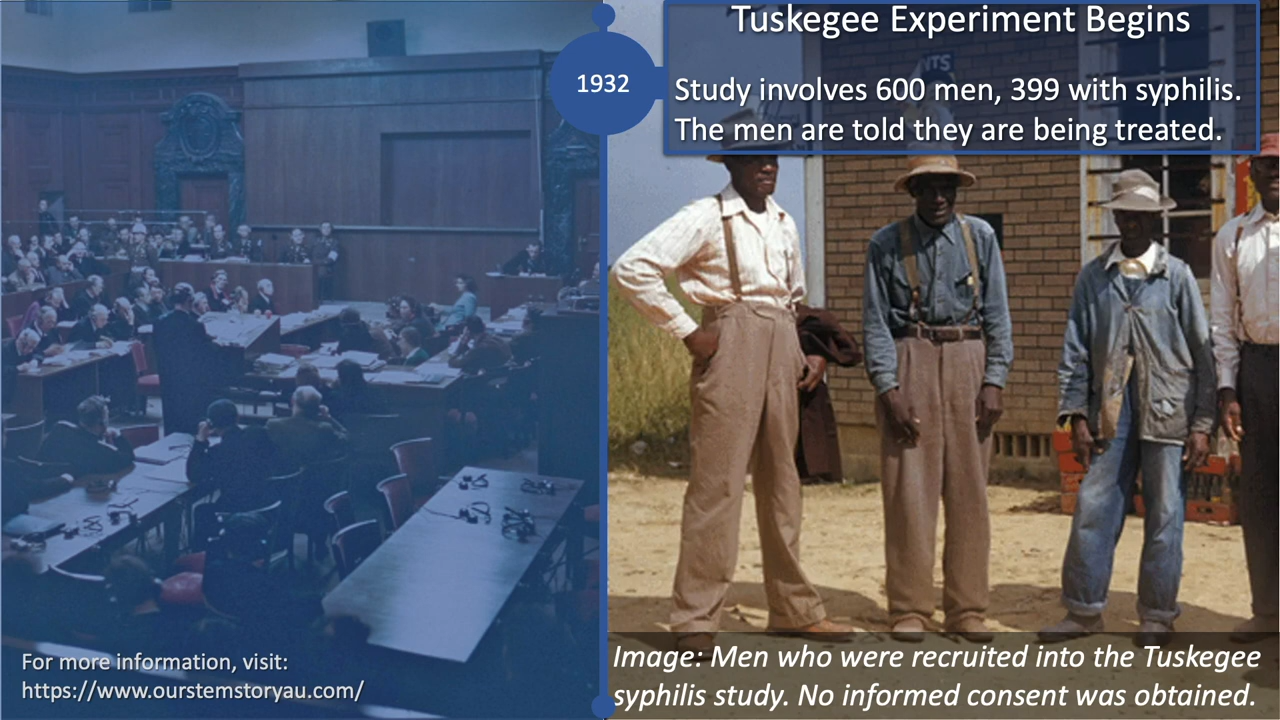 Tuskegee Experiment Begins
1932
Study involves 600 men, 399 with syphilis.
The men are told they are being treated.
For more information, visit:
https://www.ourstemstoryau.com/
Image: Men who were recruited into the Tuskegee
syphilis study. No informed consent was obtained.